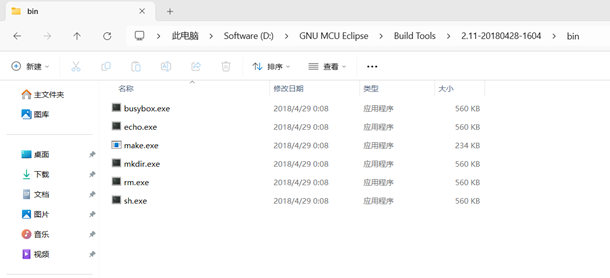 bin
此电脑 Software (D:) GNU MCU Eclipse Build Tools 2.11-20180428-1604 bin
新建 排序 查看
名称 修改日期 类型 大小
主文件夹
图库
桌面
下载
文档
图片
音乐
视频
busybox.exe 2018/4/29 0:08 应用程序 560 KB
echo.exe 2018/4/29 0:08 应用程序 560 KB
make.exe 2018/4/29 0:08 应用程序 234 KB
mkdir.exe 2018/4/29 0:08 应用程序 560 KB
rm.exe 2018/4/29 0:08 应用程序 560 KB
sh.exe 2018/4/29 0:08 应用程序 560 KB